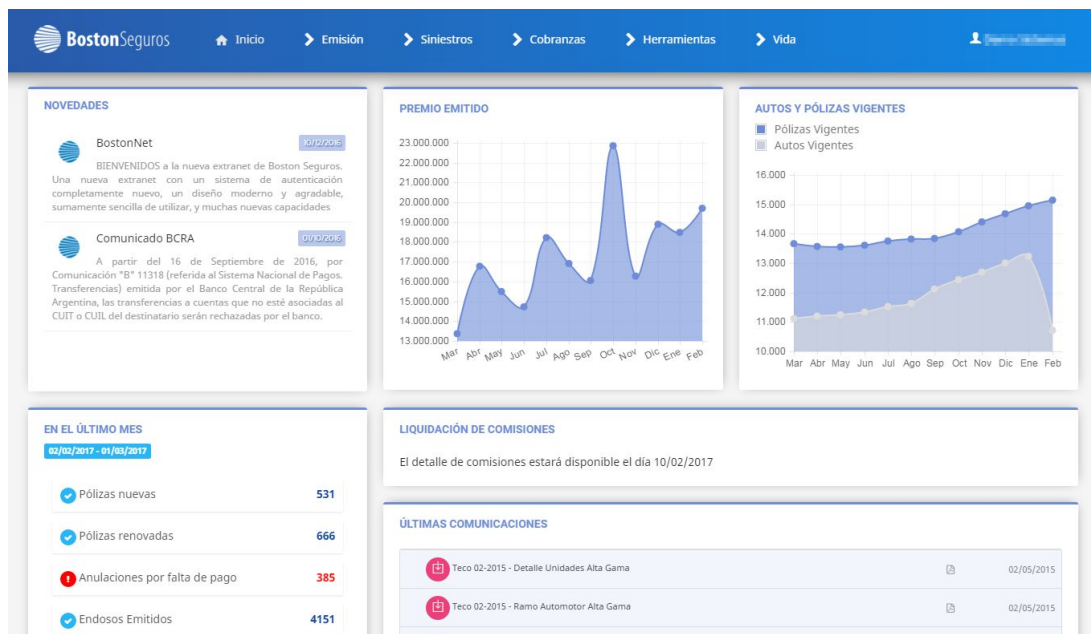 BostonSeguros
Inicio
Emisión
Siniestros
Cobranzas
Herramientas
Vida
NOVEDADES
BostonNet
10/12/2016
BIENVENIDOS a la nueva extranet de Boston Seguros.
Una nueva extranet con un sistema de autenticación
completamente nuevo, un diseño moderno y agradable,
sumamente sencilla de utilizar, y muchas nuevas capacidades
Comunicado BCRA
01/10/2016
A partir del 16 de Septiembre de 2016, por
Comunicación "B" 11318 (referida al Sistema Nacional de Pagos.
Transferencias) emitida por el Banco Central de la República
Argentina, las transferencias a cuentas que no esté asociadas al
CUIT o CUIL del destinatario serán rechazadas por el banco.
PREMIO EMITIDO
23.000.000
22.000.000
21.000.000
20.000.000
19.000.000
18.000.000
17.000.000
16.000.000
15.000.000
14.000.000
13.000.000
Mar Abr May Jun Jul Ago Sep Oct Nov Dic Ene Feb
AUTOS Y PÓLIZAS VIGENTES
Pólizas Vigentes
Autos Vigentes
16.000
15.000
14.000
13.000
12.000
11.000
10.000
Mar Abr May Jun Jul Ago Sep Oct Nov Dic Ene Feb
EN EL ÚLTIMO MES
02/02/2017 - 01/03/2017
Pólizas nuevas 531
Pólizas renovadas 666
Anulaciones por falta de pago 385
Endosos Emitidos 4151
LIQUIDACIÓN DE COMISIONES
El detalle de comisiones estará disponible el día 10/02/2017
ÚLTIMAS COMUNICACIONES
Teco 02-2015 - Detalle Unidades Alta Gama 02/05/2015
Teco 02-2015 - Ramo Automotor Alta Gama 02/05/2015